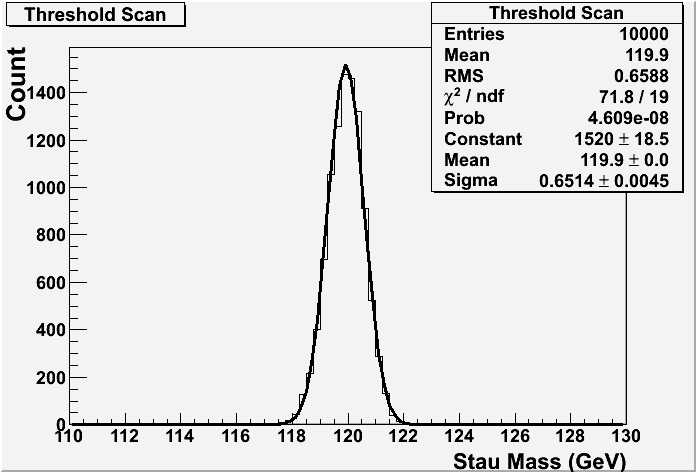 Threshold Scan
Threshold Scan
Entries 10000
Mean 119.9
RMS 0.6588
χ² / ndf 71.8 / 19
Prob 4.609e-08
Constant 1520 ± 18.5
Mean 119.9 ± 0.0
Sigma 0.6514 ± 0.0045
Count
1400
1200
1000
800
600
400
200
0
110 112 114 116 118 120 122 124 126 128 130
Stau Mass (GeV)